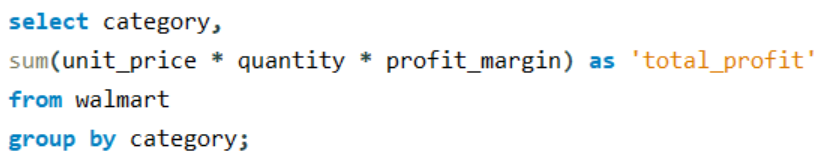 select category,
sum(unit_price * quantity * profit_margin) as 'total_profit'
from walmart
group by category;